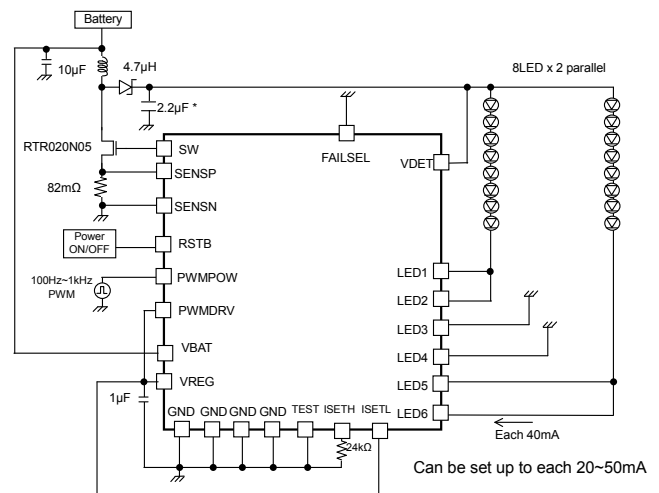 Battery
10μF
4.7μH
2.2μF *
8LED x 2 parallel
RTR020N05
SW
FAILSEL
VDET
SENSP
82mΩ
SENSN
Power
ON/OFF
RSTB
100Hz~1kHz
PWM
PWMPOW
LED1
PWMDRV
LED2
LED3
VBAT
LED4
VREG
LED5
1μF
GND GND GND GND TEST ISETH ISETL
LED6
24kΩ
Each 40mA
Can be set up to each 20~50mA